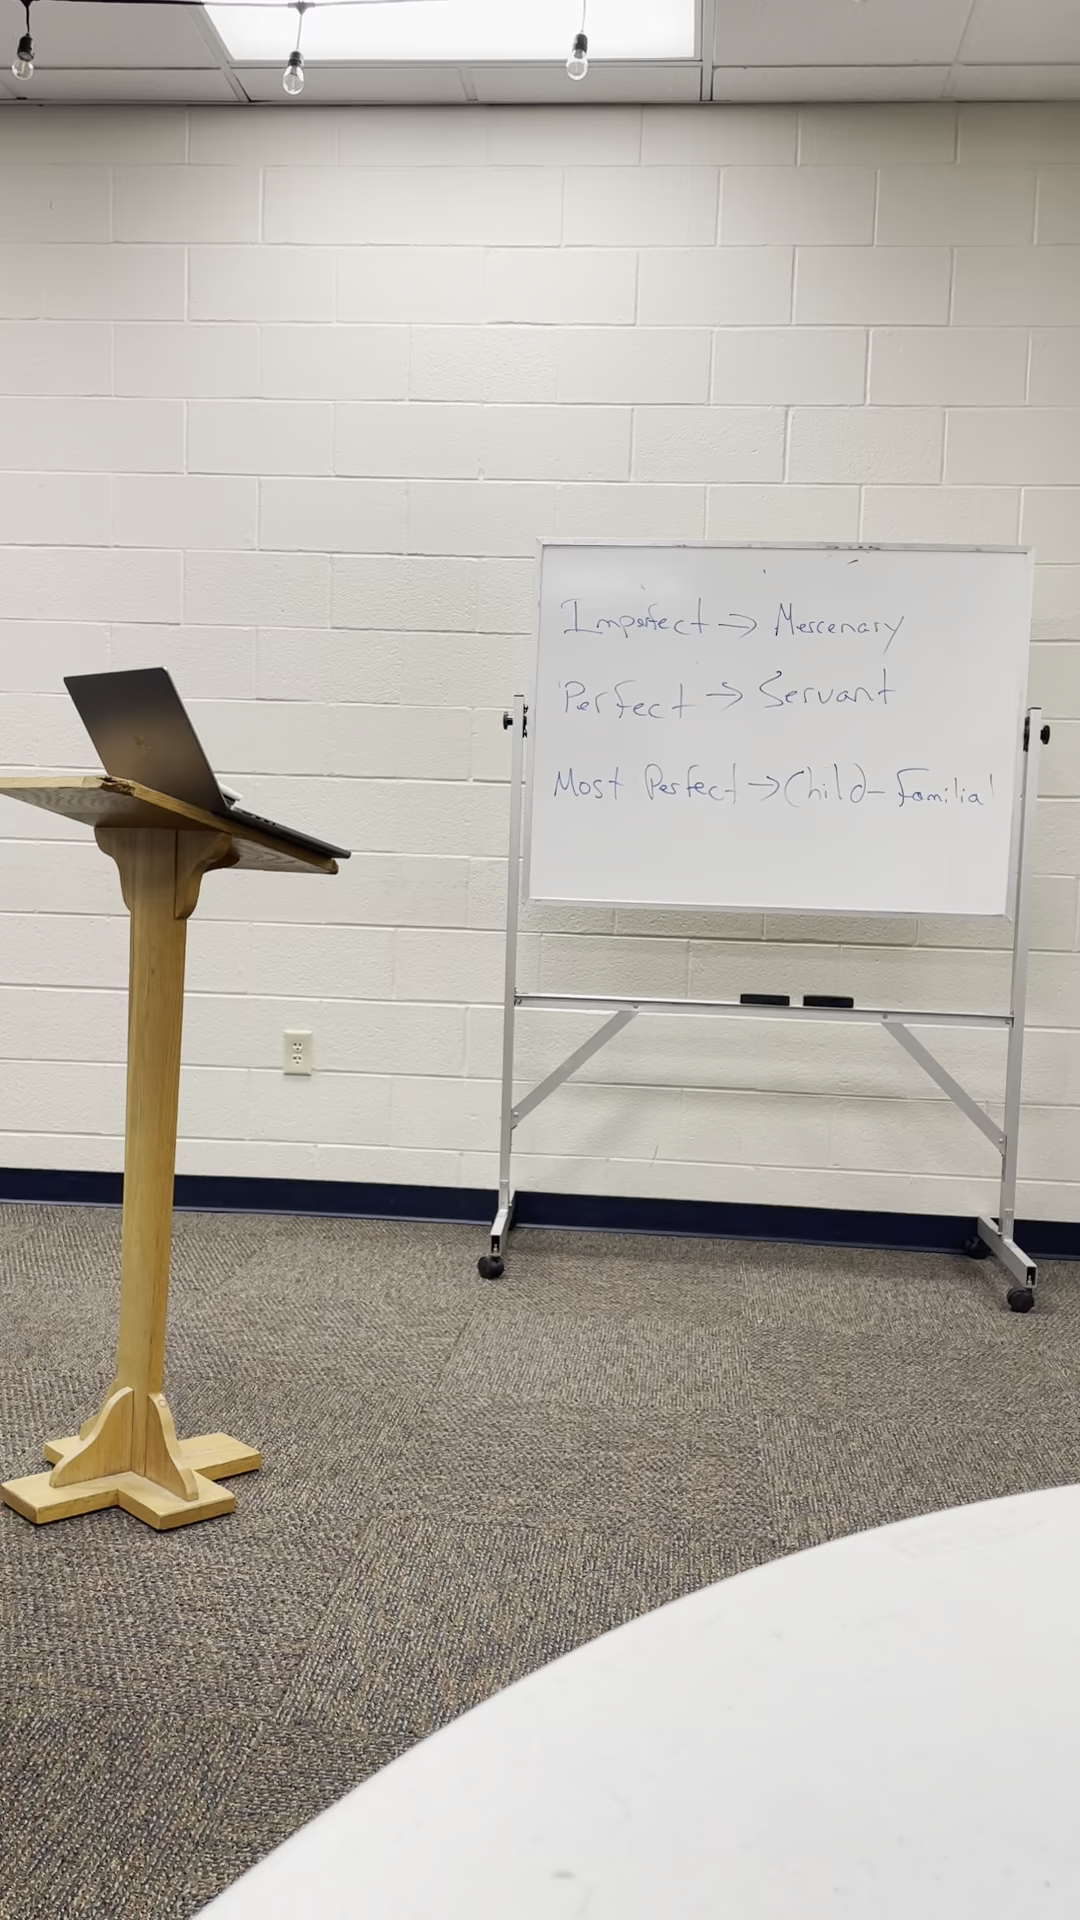 Imperfect → Mercenary
Perfect → Servant
Most Perfect → Child - Familial